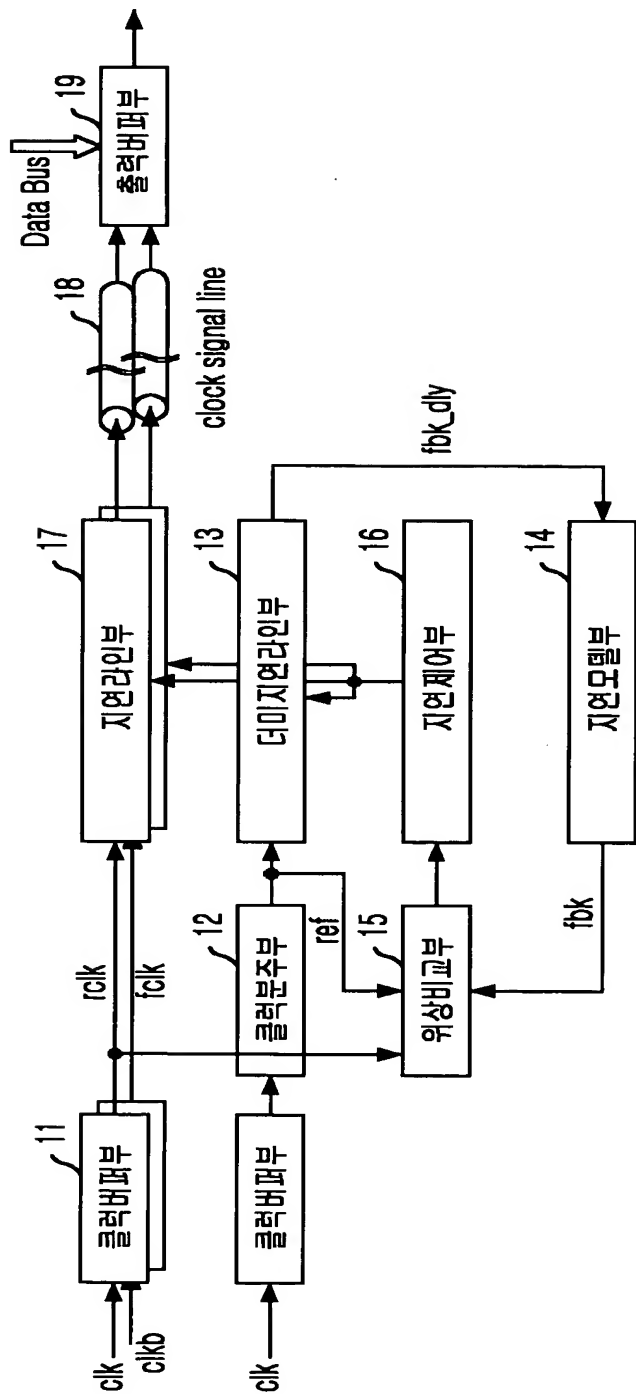 clk
clkb
11
클럭버퍼부
rclk
fclk
17
지연라인부
18
clock signal line
Data Bus
19
출력버퍼부
clk
클럭버퍼부
12
클럭분주부
ref
13
더미지연라인부
fbk_dly
15
위상비교부
16
지연제어부
fbk
14
지연모델부